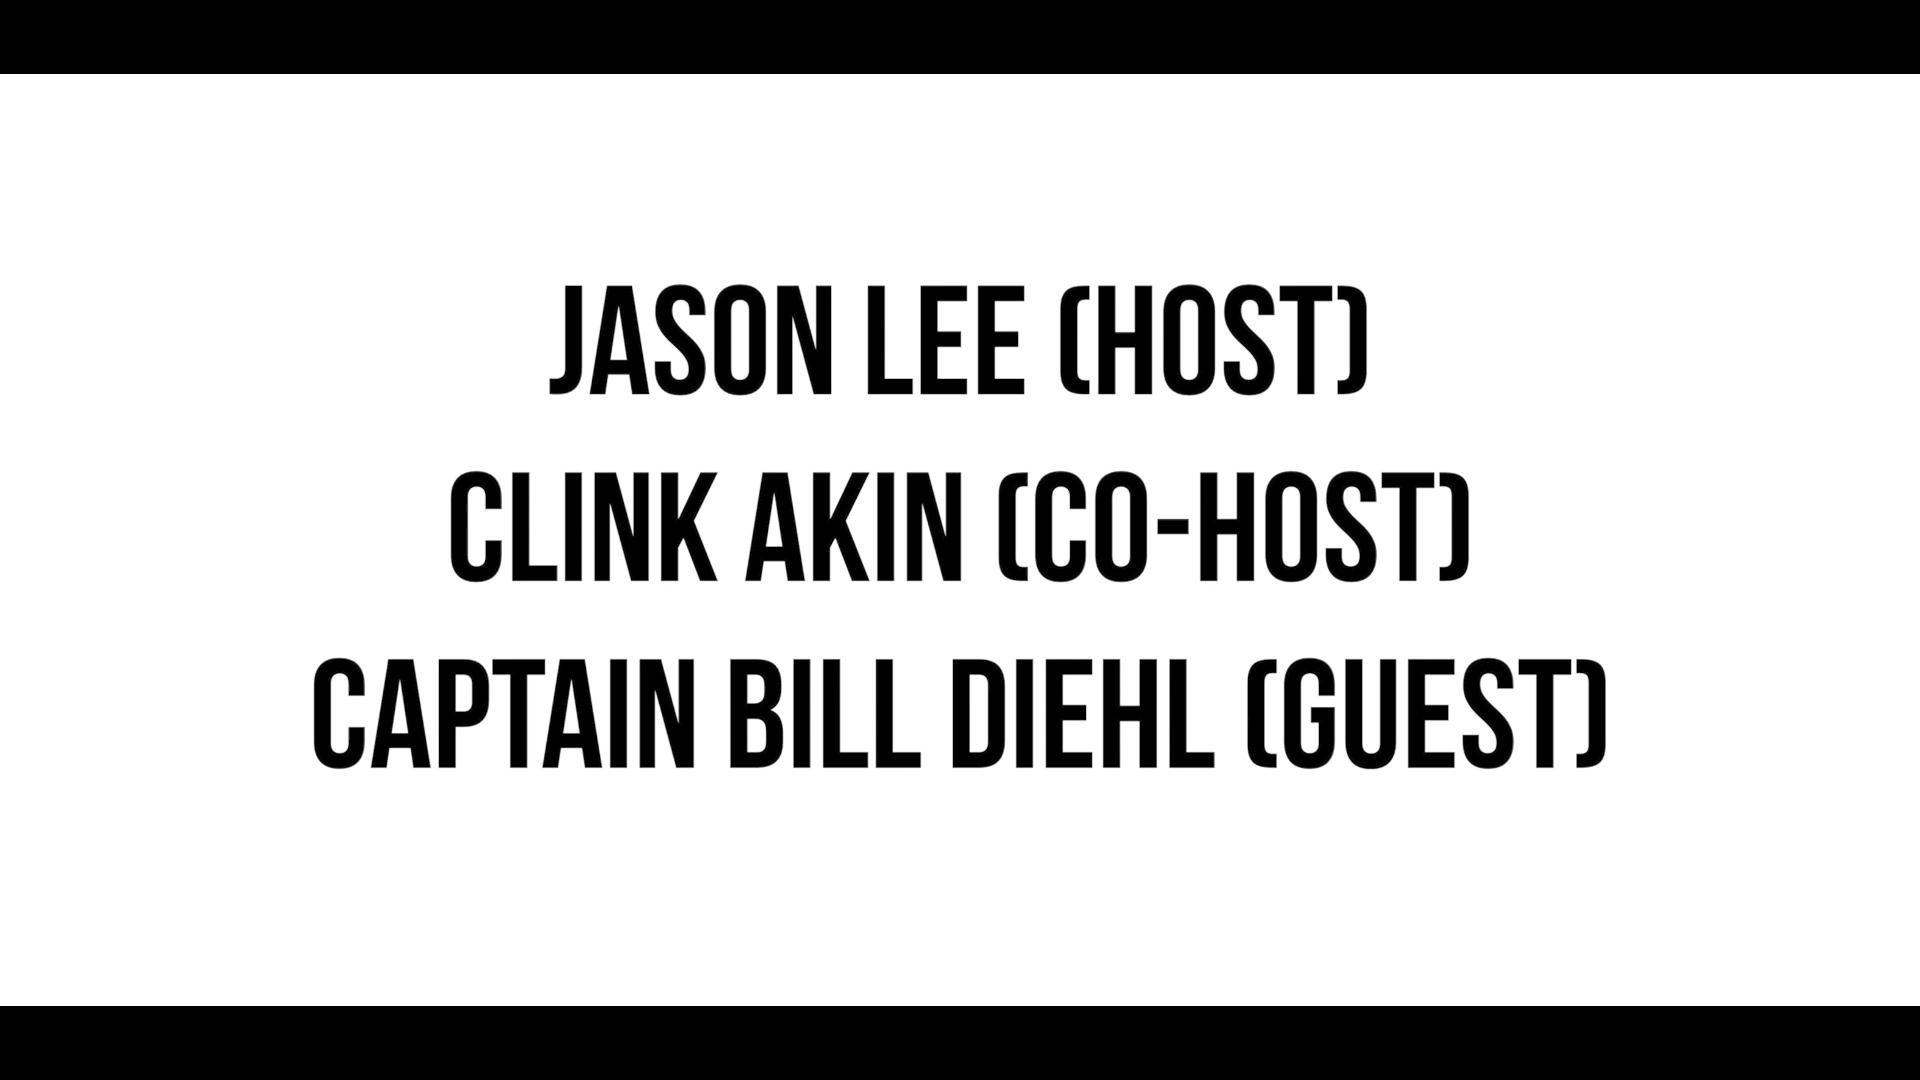 JASON LEE (HOST)
CLINK AKIN (CO-HOST)
CAPTAIN BILL DIEHL (GUEST)